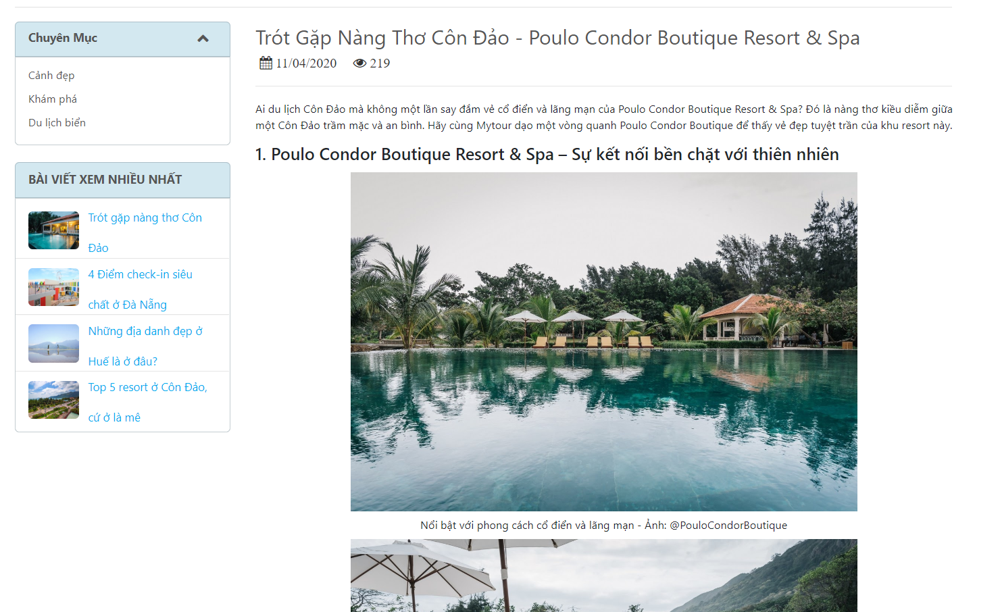 Chuyên Mục
Cảnh đẹp
Khám phá
Du lịch biển
BÀI VIẾT XEM NHIỀU NHẤT
Trót gặp nàng thơ Côn
Đảo
4 Điểm check-in siêu
chất ở Đà Nẵng
Những địa danh đẹp ở
Huế là ở đâu?
Top 5 resort ở Côn Đảo,
cứ ở là mê
Trót Gặp Nàng Thơ Côn Đảo - Poulo Condor Boutique Resort & Spa
11/04/2020 219
Ai du lịch Côn Đảo mà không một lần say đắm vẻ cổ điển và lãng mạn của Poulo Condor Boutique Resort & Spa? Đó là nàng thơ kiều diễm giữa
một Côn Đảo trầm mặc và an bình. Hãy cùng Mytour dạo một vòng quanh Poulo Condor Boutique để thấy vẻ đẹp tuyệt trần của khu resort này.
1. Poulo Condor Boutique Resort & Spa – Sự kết nối bền chặt với thiên nhiên
Nổi bật với phong cách cổ điển và lãng mạn - Ảnh: @PouloCondorBoutique